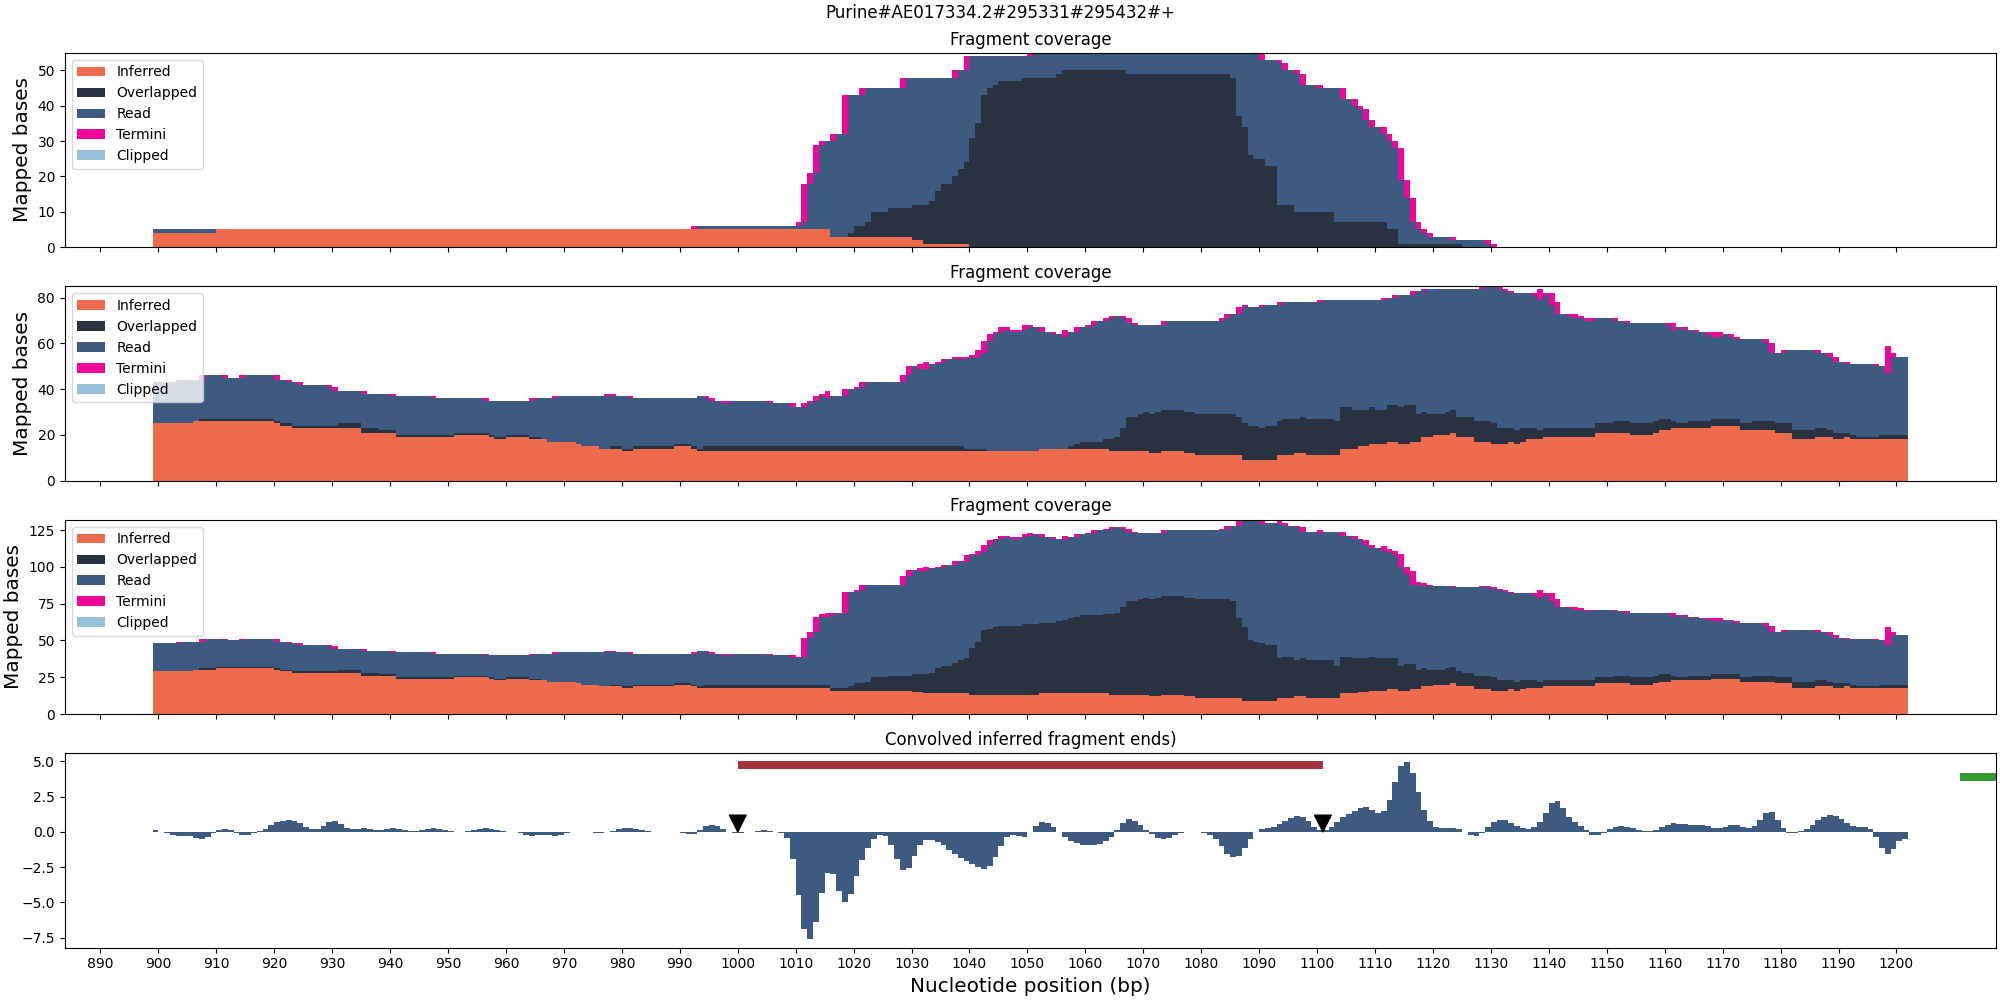 Purine#AE017334.2#295331#295432#+
Fragment coverage
Mapped bases
50
40
30
20
10
0
Inferred
Overlapped
Read
Termini
Clipped
Fragment coverage
Mapped bases
80
60
40
20
0
Inferred
Overlapped
Read
Termini
Clipped
Fragment coverage
Mapped bases
125
100
75
50
25
0
Inferred
Overlapped
Read
Termini
Clipped
Convolved inferred fragment ends)
5.0
2.5
0.0
−2.5
−5.0
−7.5
890 900 910 920 930 940 950 960 970 980 990 1000 1010 1020 1030 1040 1050 1060 1070 1080 1090 1100 1110 1120 1130 1140 1150 1160 1170 1180 1190 1200
Nucleotide position (bp)